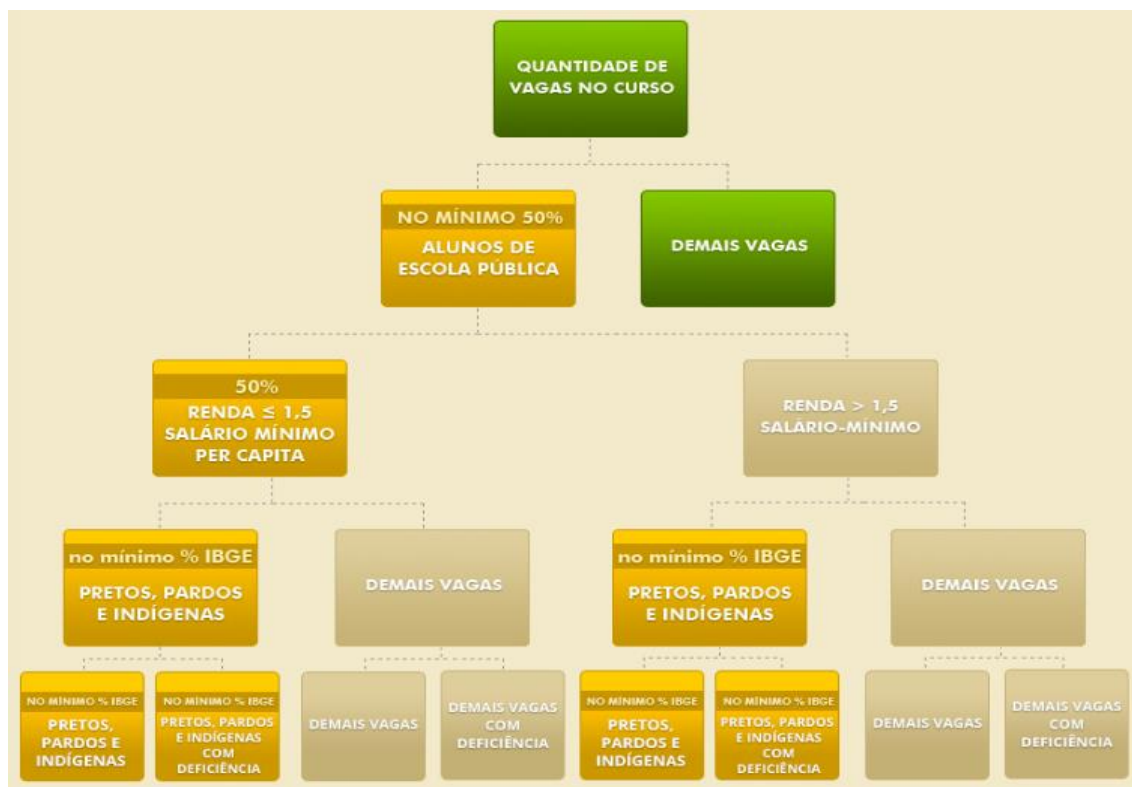 QUANTIDADE DE
VAGAS NO CURSO
NO MÍNIMO 50%
ALUNOS DE
ESCOLA PÚBLICA
DEMAIS VAGAS
50%
RENDA ≤ 1,5
SALÁRIO MÍNIMO
PER CAPITA
RENDA > 1,5
SALÁRIO-MÍNIMO
no mínimo % IBGE
PRETOS, PARDOS
E INDÍGENAS
DEMAIS VAGAS
no mínimo % IBGE
PRETOS, PARDOS
E INDÍGENAS
DEMAIS VAGAS
NO MÍNIMO % IBGE
PRETOS,
PARDOS E
INDÍGENAS
NO MÍNIMO % IBGE
PRETOS, PARDOS
E INDÍGENAS
COM
DEFICIÊNCIA
DEMAIS VAGAS
DEMAIS VAGAS
COM
DEFICIÊNCIA
NO MÍNIMO % IBGE
PRETOS,
PARDOS E
INDÍGENAS
NO MÍNIMO % IBGE
PRETOS, PARDOS
E INDÍGENAS
COM
DEFICIÊNCIA
DEMAIS VAGAS
DEMAIS VAGAS
COM
DEFICIÊNCIA